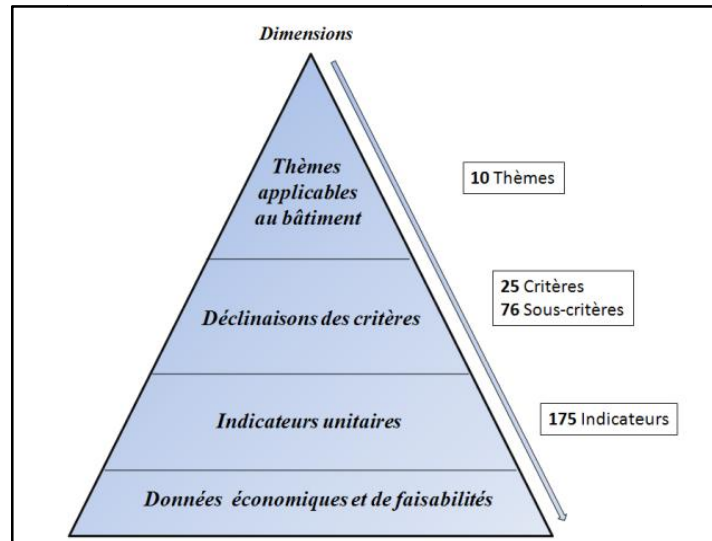 Dimensions
Thèmes
applicables
au bâtiment
10 Thèmes
Déclinaisons des critères
25 Critères
76 Sous-critères
Indicateurs unitaires
175 Indicateurs
Données économiques et de faisabilités